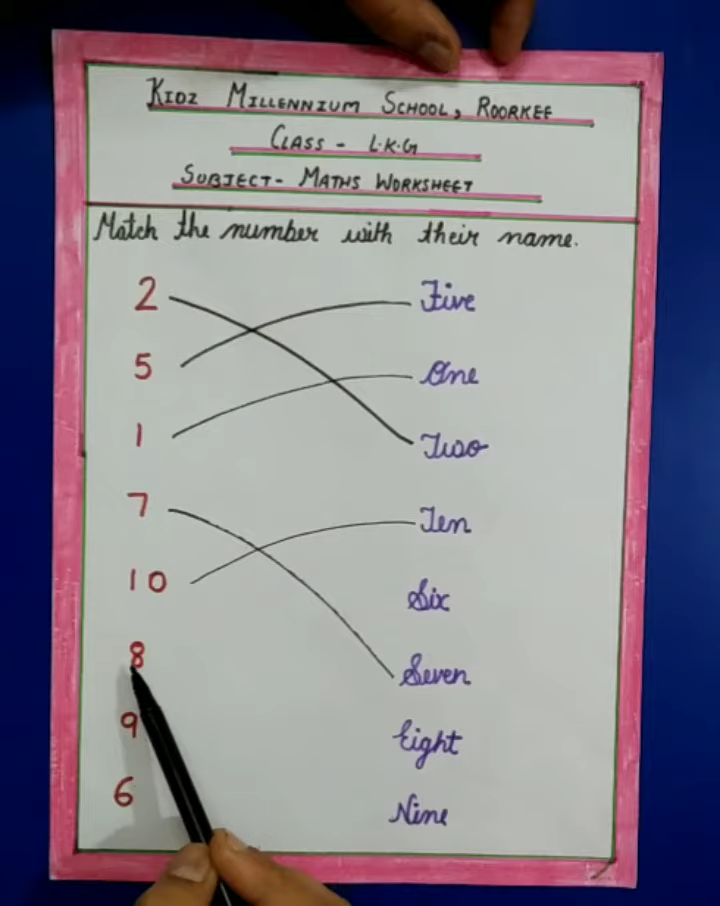 KIDZ MILLENNIUM SCHOOL, ROORKEE
CLASS - L.K.G
SUBJECT- MATHS WORKSHEET
Match the number with their name.
2 Five
5 One
1 Two
7 Ten
10 Six
8 Seven
9 Eight
6 Nine